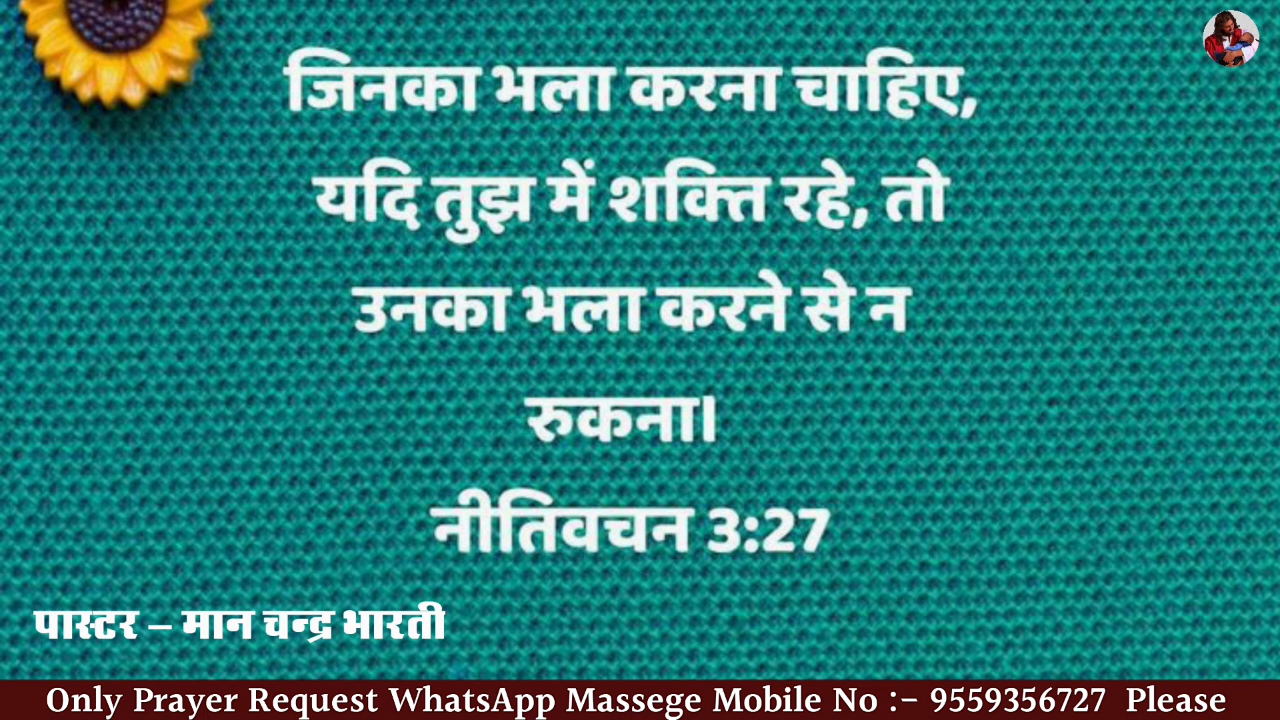 जिनका भला करना चाहिए,
यदि तुझ में शक्ति रहे, तो
उनका भला करने से न
रुकना।
नीतिवचन 3:27
पास्टर – मान चन्द्र भारती
Only Prayer Request WhatsApp Massege Mobile No :- 9559356727 Please